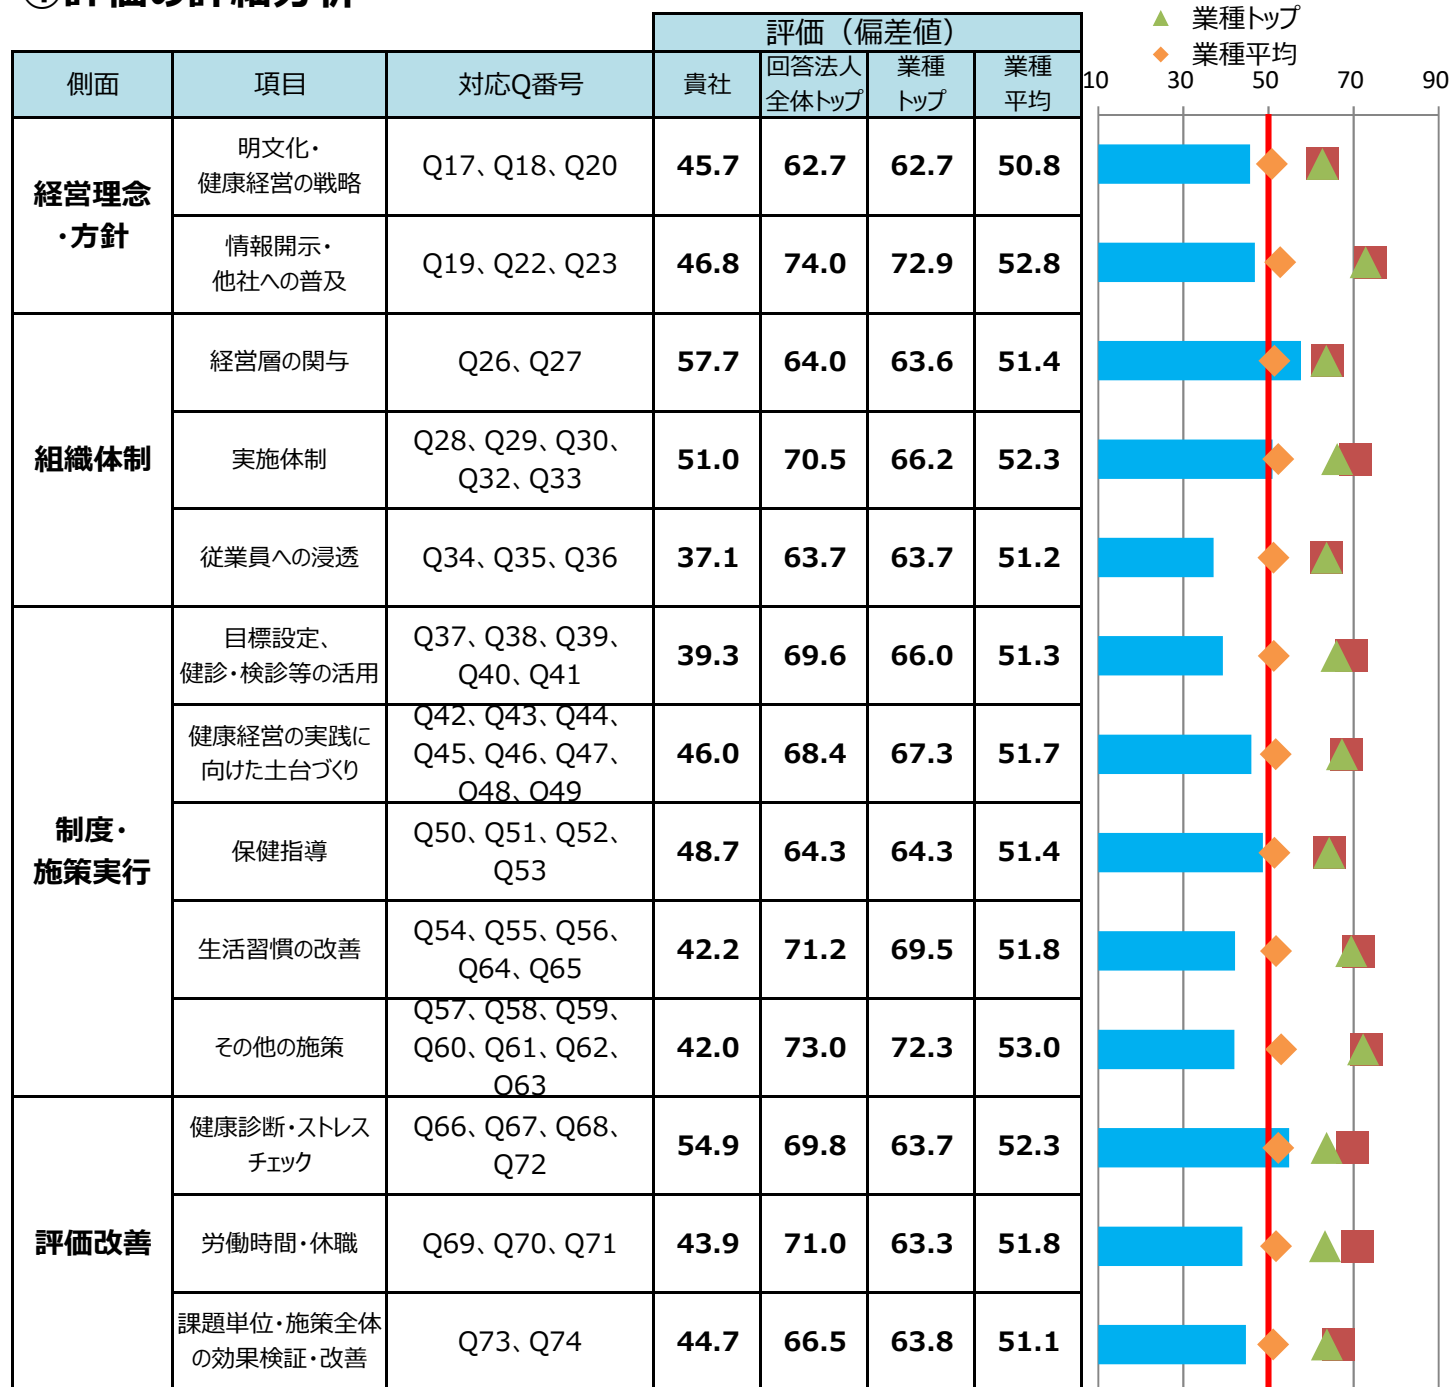 ①評価の詳細分析
業種トップ
業種平均
評価（偏差値）
側面 項目 対応Q番号 貴社 回答法人全体トップ 業種トップ 業種平均
10 30 50 70 90
経営理念・方針
明文化・
健康経営の戦略
Q17、Q18、Q20
45.7 62.7 62.7 50.8
情報開示・
他社への普及
Q19、Q22、Q23
46.8 74.0 72.9 52.8
組織体制
経営層の関与
Q26、Q27
57.7 64.0 63.6 51.4
実施体制
Q28、Q29、Q30、
Q32、Q33
51.0 70.5 66.2 52.3
従業員への浸透
Q34、Q35、Q36
37.1 63.7 63.7 51.2
制度・
施策実行
目標設定、
健診・検診等の活用
Q37、Q38、Q39、
Q40、Q41
39.3 69.6 66.0 51.3
健康経営の実践に
向けた土台づくり
Q42、Q43、Q44、
Q45、Q46、Q47、
Q48、Q49
46.0 68.4 67.3 51.7
保健指導
Q50、Q51、Q52、
Q53
48.7 64.3 64.3 51.4
生活習慣の改善
Q54、Q55、Q56、
Q64、Q65
42.2 71.2 69.5 51.8
その他の施策
Q57、Q58、Q59、
Q60、Q61、Q62、
Q63
42.0 73.0 72.3 53.0
評価改善
健康診断・ストレス
チェック
Q66、Q67、Q68、
Q72
54.9 69.8 63.7 52.3
労働時間・休職
Q69、Q70、Q71
43.9 71.0 63.3 51.8
課題単位・施策全体
の効果検証・改善
Q73、Q74
44.7 66.5 63.8 51.1